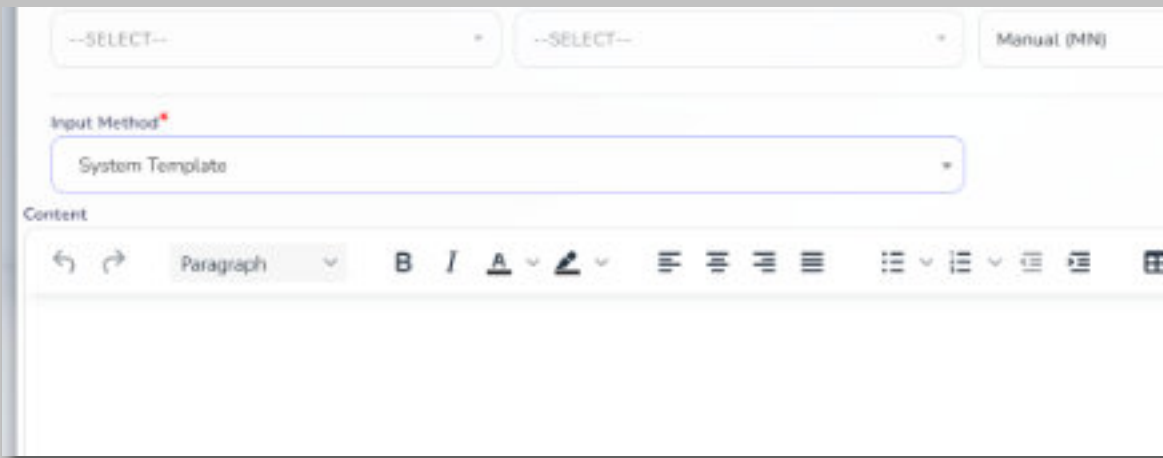 --SELECT-- --SELECT-- Manual (MN)
Input Method*
System Template
Content
Paragraph B I A